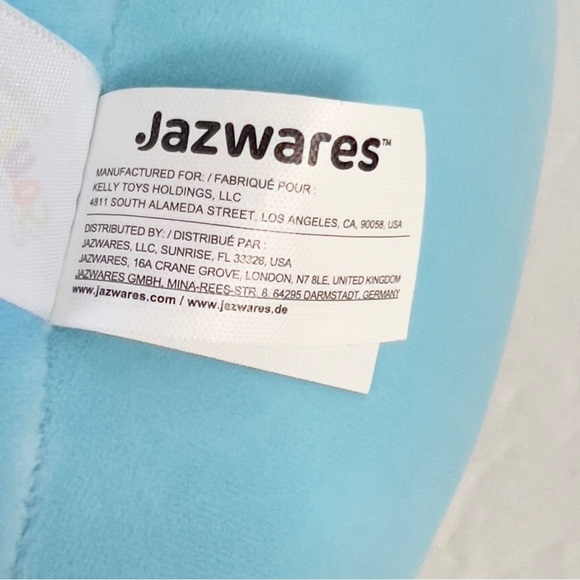 Jazwares™
MANUFACTURED FOR: / FABRIQUÉ POUR :
KELLY TOYS HOLDINGS, LLC
4811 SOUTH ALAMEDA STREET, LOS ANGELES, CA, 90058, USA
DISTRIBUTED BY: / DISTRIBUÉ PAR :
JAZWARES, LLC, SUNRISE, FL 33326, USA
JAZWARES, 16A CRANE GROVE, LONDON, N7 8LE, UNITED KINGDOM
JAZWARES GMBH, MINA-REES-STR. 8, 64295 DARMSTADT, GERMANY
www.jazwares.com / www.jazwares.de